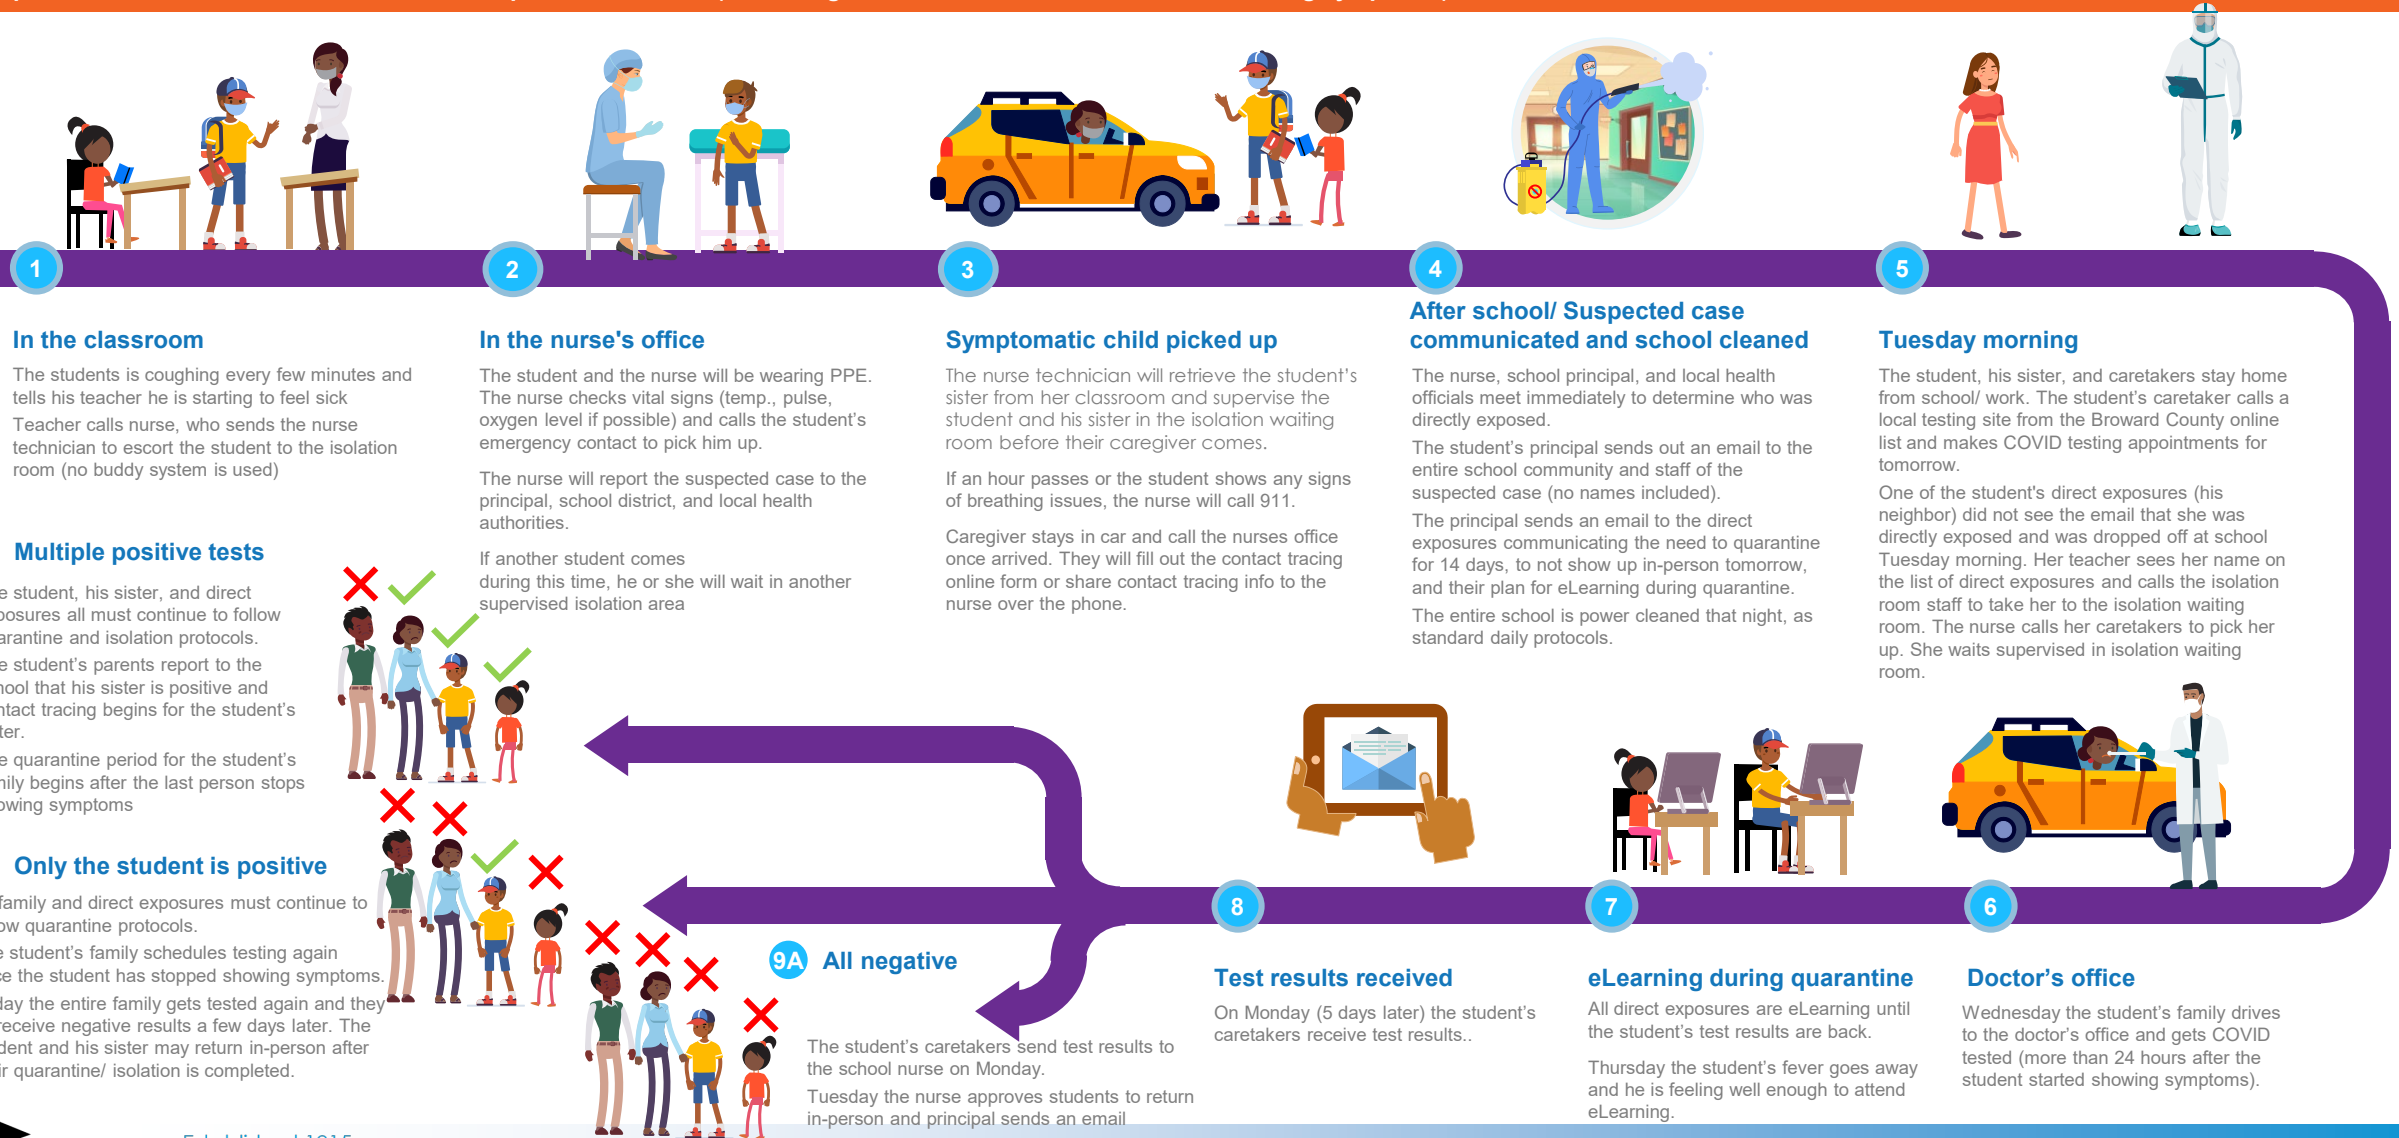 1
2
3
4
5
In the classroom
The students is coughing every few minutes and
tells his teacher he is starting to feel sick
Teacher calls nurse, who sends the nurse
technician to escort the student to the isolation
room (no buddy system is used)
In the nurse's office
The student and the nurse will be wearing PPE.
The nurse checks vital signs (temp., pulse,
oxygen level if possible) and calls the student’s
emergency contact to pick him up.
The nurse will report the suspected case to the
principal, school district, and local health
authorities.
If another student comes
during this time, he or she will wait in another
supervised isolation area
Symptomatic child picked up
The nurse technician will retrieve the student’s
sister from her classroom and supervise the
student and his sister in the isolation waiting
room before their caregiver comes.
If an hour passes or the student shows any signs
of breathing issues, the nurse will call 911.
Caregiver stays in car and call the nurses office
once arrived. They will fill out the contact tracing
online form or share contact tracing info to the
nurse over the phone.
After school/ Suspected case
communicated and school cleaned
The nurse, school principal, and local health
officials meet immediately to determine who was
directly exposed.
The student’s principal sends out an email to the
entire school community and staff of the
suspected case (no names included).
The principal sends an email to the direct
exposures communicating the need to quarantine
for 14 days, to not show up in-person tomorrow,
and their plan for eLearning during quarantine.
The entire school is power cleaned that night, as
standard daily protocols.
Tuesday morning
The student, his sister, and caretakers stay home
from school/ work. The student’s caretaker calls a
local testing site from the Broward County online
list and makes COVID testing appointments for
tomorrow.
One of the student's direct exposures (his
neighbor) did not see the email that she was
directly exposed and was dropped off at school
Tuesday morning. Her teacher sees her name on
the list of direct exposures and calls the isolation
room staff to take her to the isolation waiting
room. The nurse calls her caretakers to pick her
up. She waits supervised in isolation waiting
room.
6
Doctor’s office
Wednesday the student’s family drives
to the doctor’s office and gets COVID
tested (more than 24 hours after the
student started showing symptoms).
7
eLearning during quarantine
All direct exposures are eLearning until
the student’s test results are back.
Thursday the student’s fever goes away
and he is feeling well enough to attend
eLearning.
8
Test results received
On Monday (5 days later) the student’s
caretakers receive test results..
9A All negative
The student’s caretakers send test results to
the school nurse on Monday.
Tuesday the nurse approves students to return
in-person and principal sends an email
Only the student is positive
family and direct exposures must continue to
quarantine protocols.
student’s family schedules testing again
the student has stopped showing symptoms.
the entire family gets tested again and they
receive negative results a few days later. The
and his sister may return in-person after
quarantine/ isolation is completed.
Multiple positive tests
student, his sister, and direct
all must continue to follow
and isolation protocols.
student’s parents report to the
that his sister is positive and
tracing begins for the student’s
quarantine period for the student’s
begins after the last person stops
symptoms